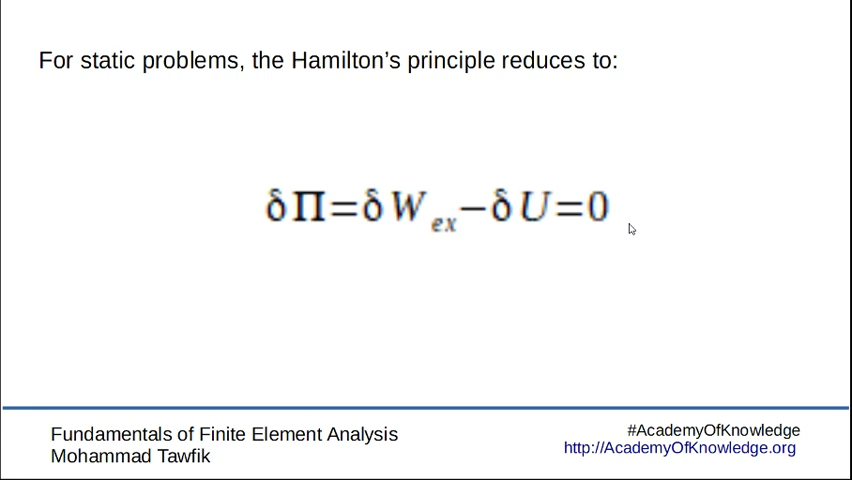 For static problems, the Hamilton’s principle reduces to:
δΠ=δW_ex−δU=0
Fundamentals of Finite Element Analysis
Mohammad Tawfik
#AcademyOfKnowledge
http://AcademyOfKnowledge.org